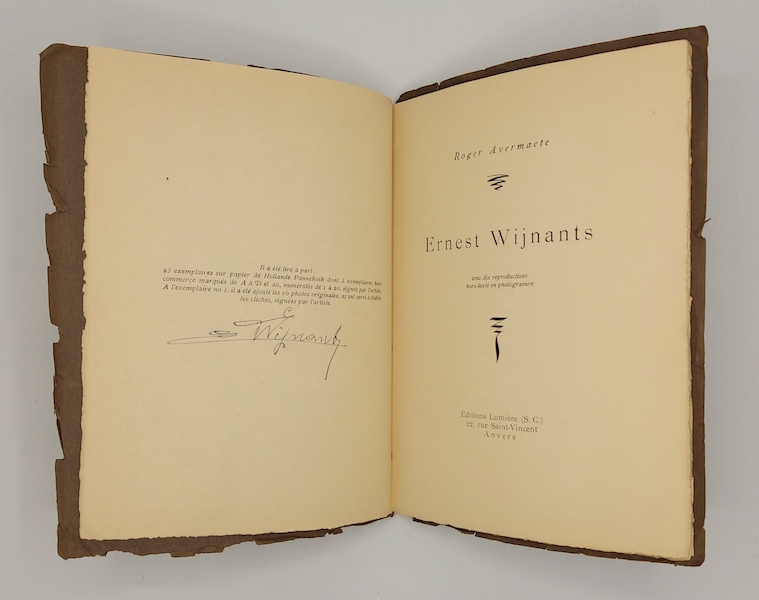 Il a été tiré à part:
25 exemplaires sur papier de Hollande Pannekoek dont 5 exemplaires hors
commerce marqués de A à D et 20, numérotés de 1 à 20, signés par l'artiste.
A l'exemplaire no 1, il a été ajouté les 10 photos originales, ayant servi à établir
les clichés, signées par l'artiste.
E Wijnants
Roger Avermaete
Ernest Wijnants
avec dix reproductions
hors-texte en photogravure
Editions Lumière (S. C.)
22, rue Saint-Vincent
Anvers